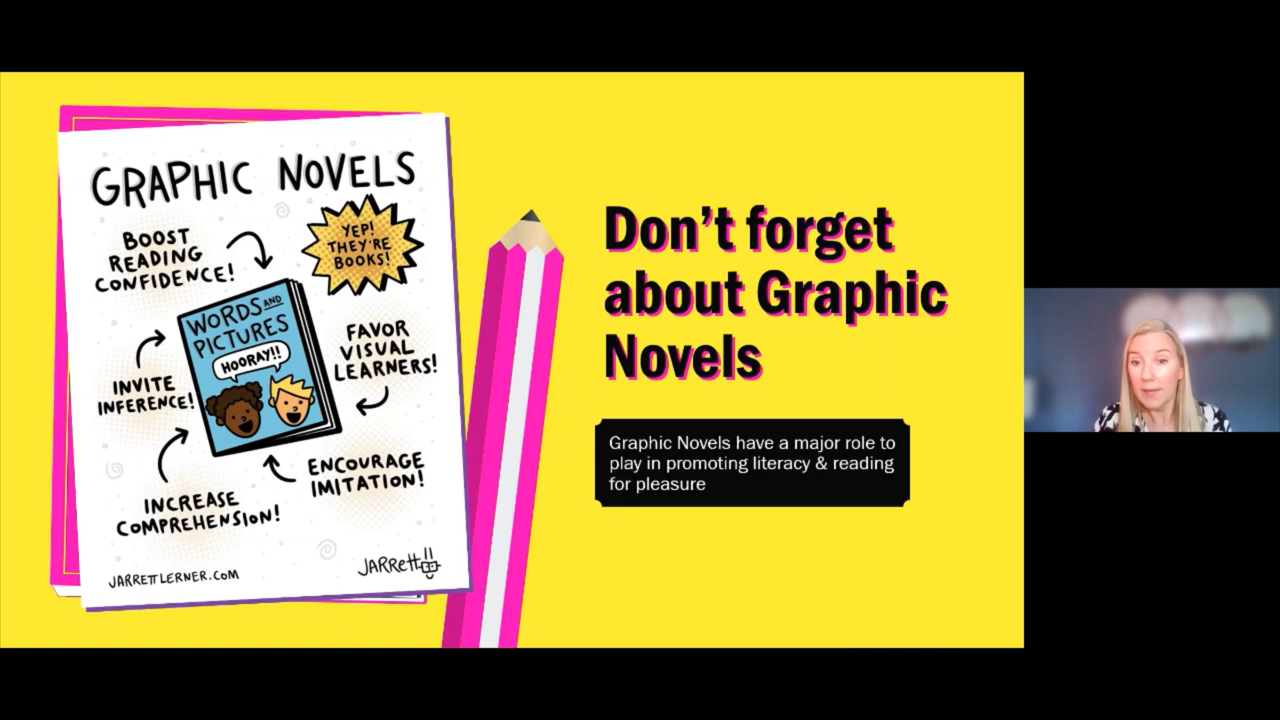 GRAPHIC NOVELS
BOOST
READING
CONFIDENCE!
YEP!
THEY'RE
BOOKS!
WORDS AND
PICTURES
HOORAY!!
FAVOR
VISUAL
LEARNERS!
INVITE
INFERENCE!
ENCOURAGE
IMITATION!
INCREASE
COMPREHENSION!
JARRETTLERNER.COM
JARRETT!!
Don't forget
about Graphic
Novels
Graphic Novels have a major role to
play in promoting literacy & reading
for pleasure